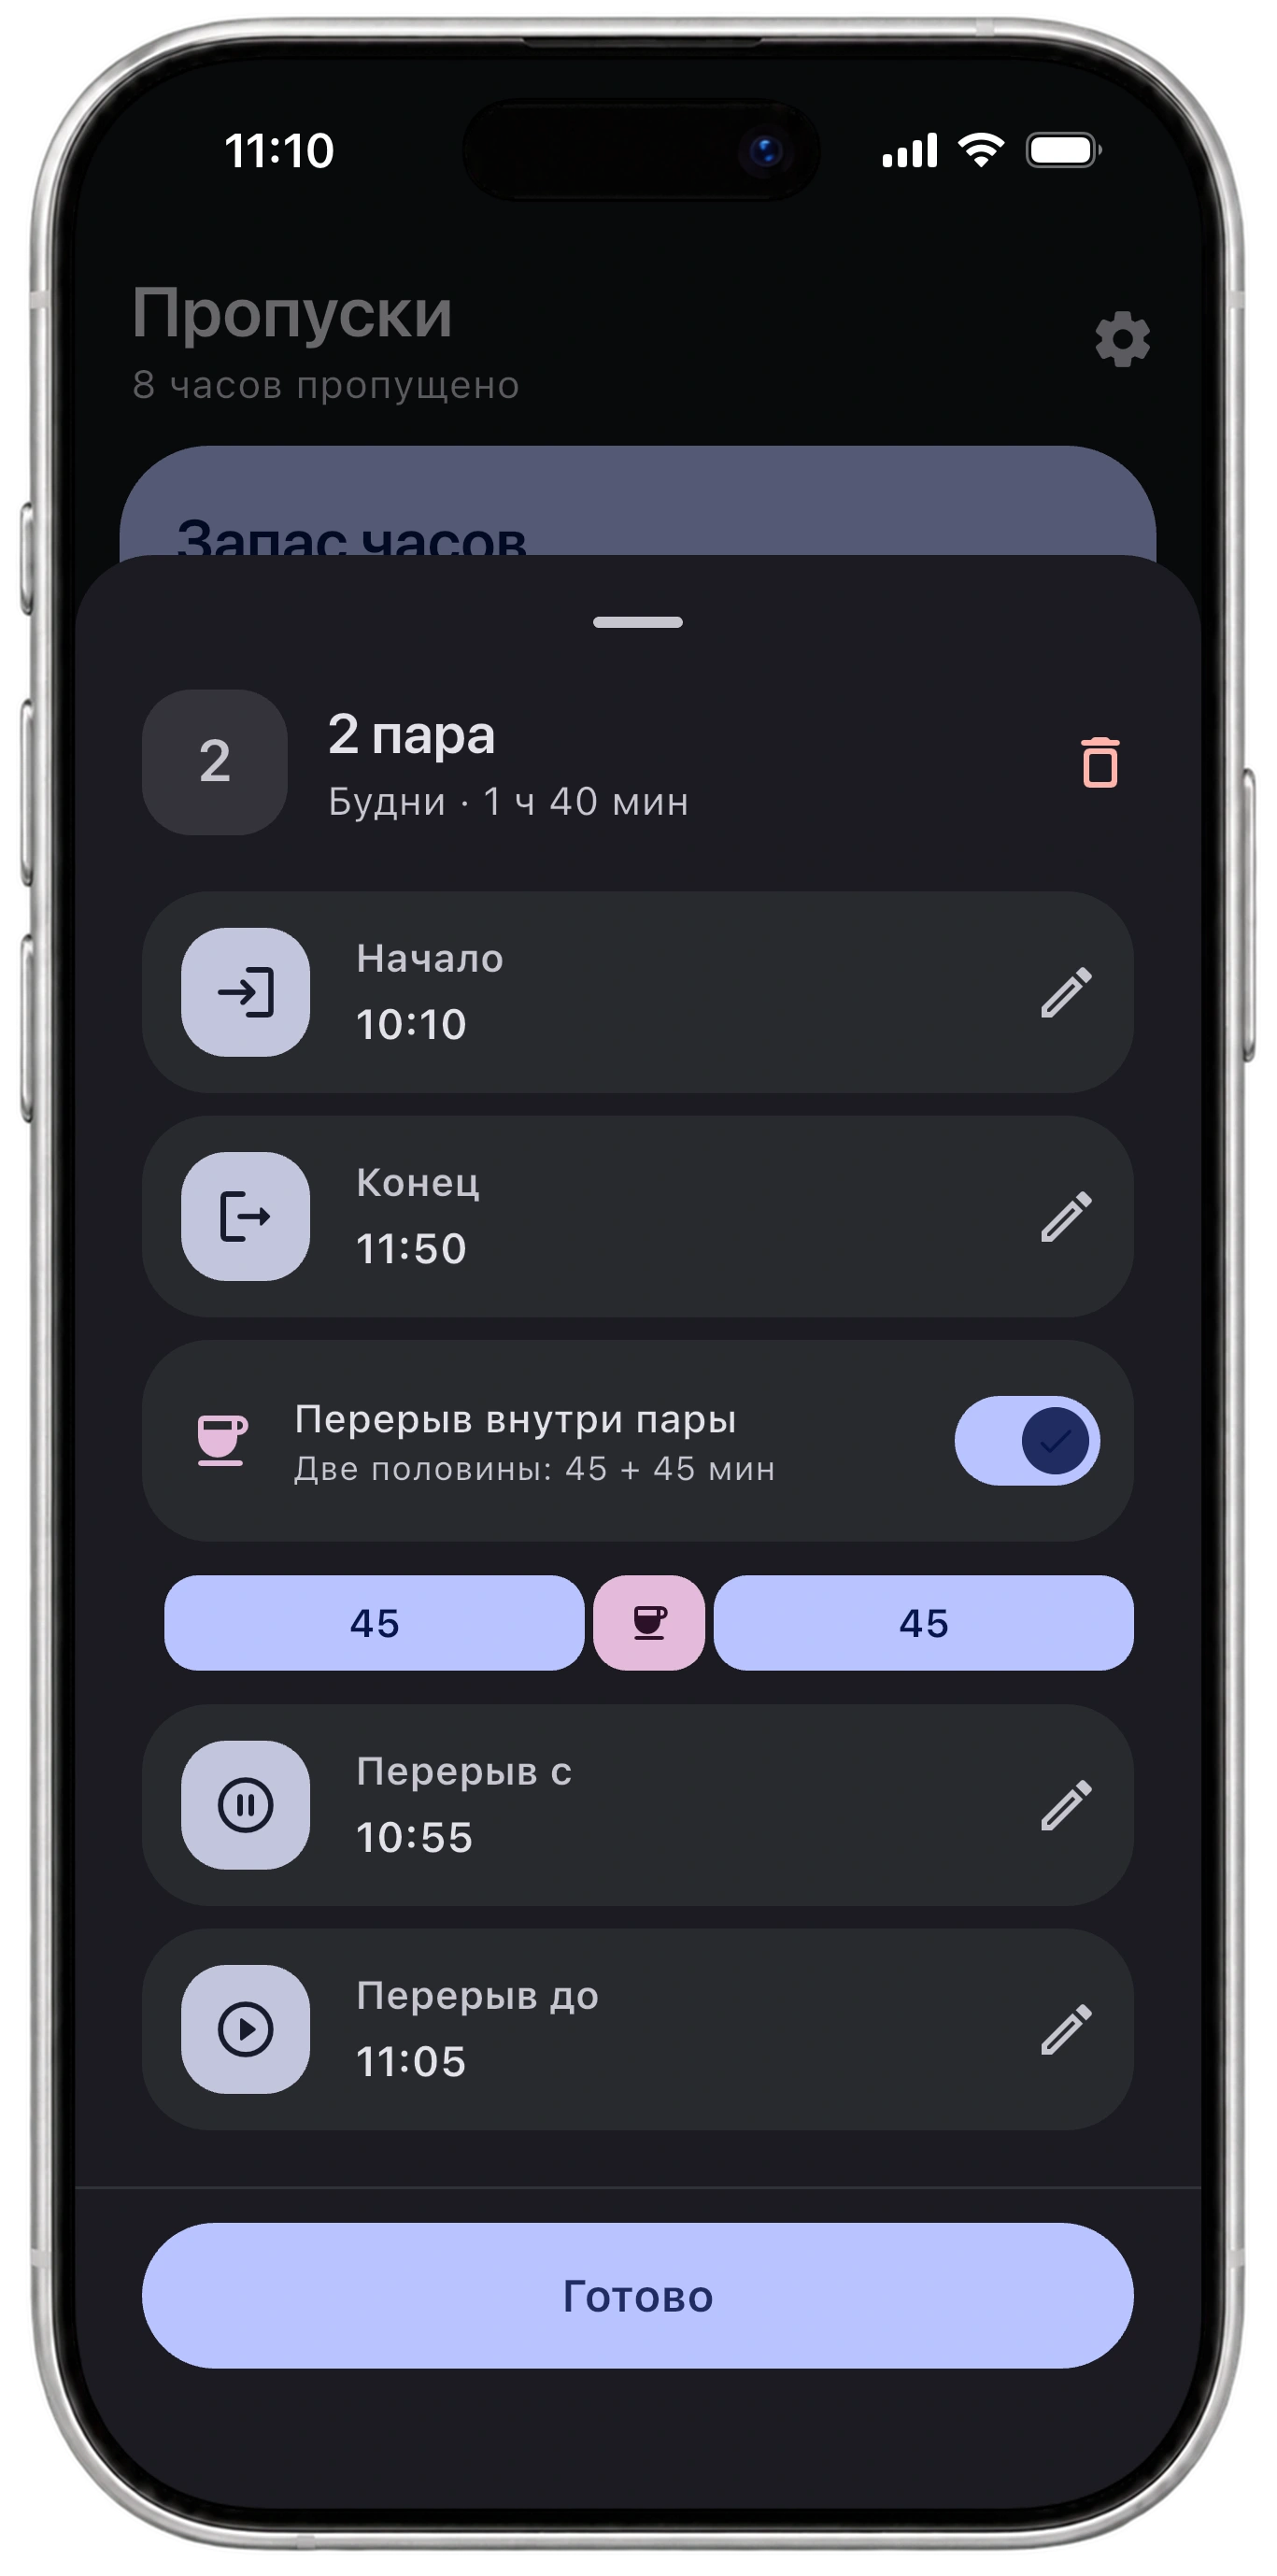 11:10
Пропуски
8 часов пропущено
Запас часов
2
2 пара
Будни · 1 ч 40 мин
Начало
10:10
Конец
11:50
Перерыв внутри пары
Две половины: 45 + 45 мин
45
45
Перерыв с
10:55
Перерыв до
11:05
Готово